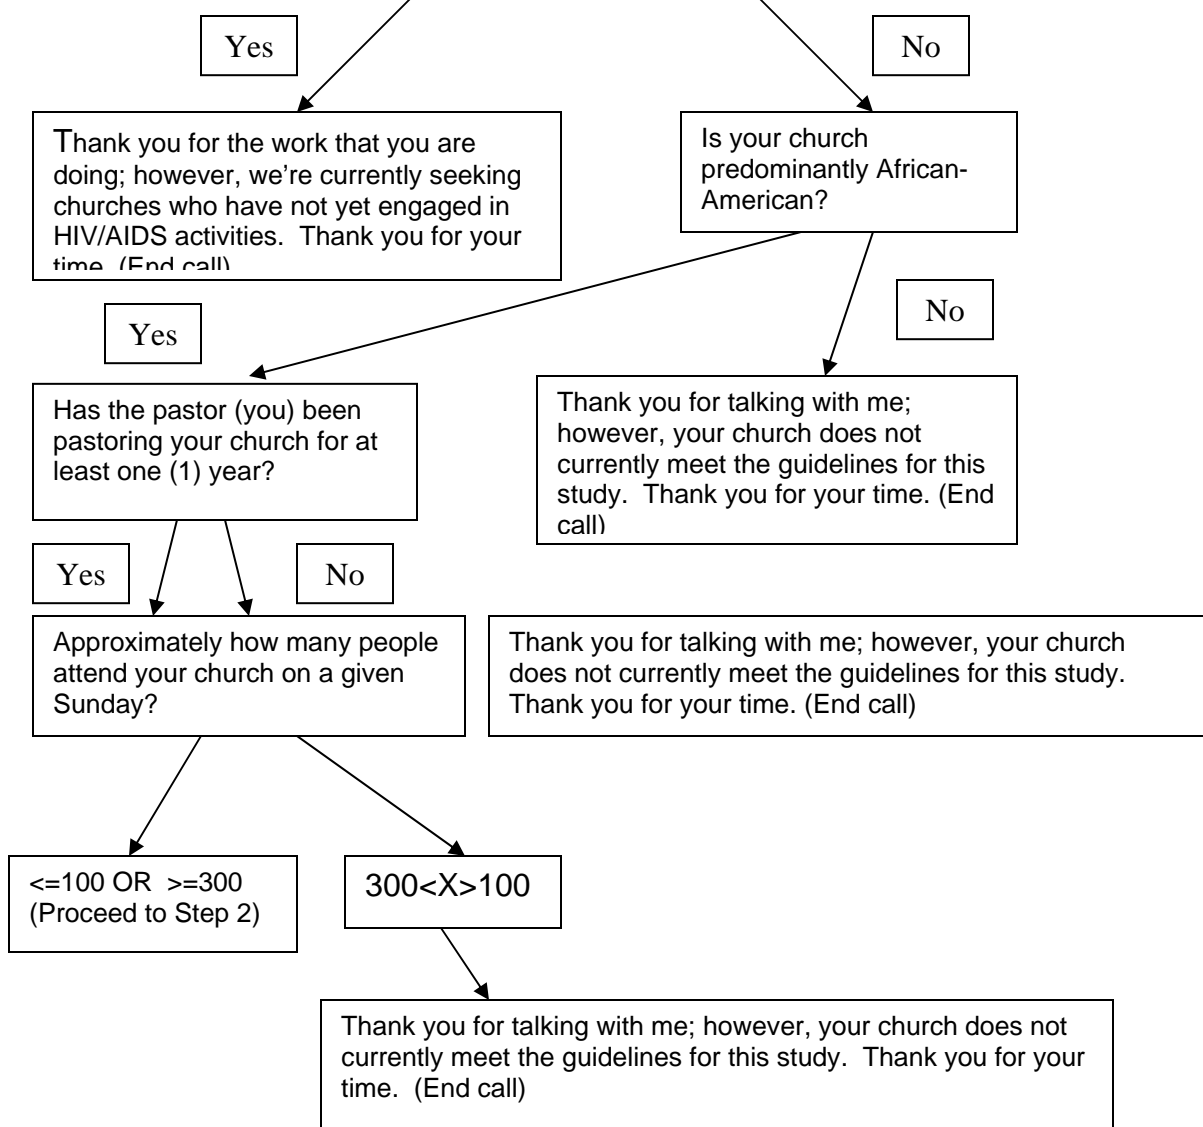 Yes
No
Thank you for the work that you are
doing; however, we’re currently seeking
churches who have not yet engaged in
HIV/AIDS activities.  Thank you for your
time. (End call)
Is your church
predominantly African-
American?
Yes
No
Has the pastor (you) been
pastoring your church for at
least one (1) year?
Thank you for talking with me;
however, your church does not
currently meet the guidelines for this
study.  Thank you for your time. (End
call)
Yes
No
Approximately how many people
attend your church on a given
Sunday?
Thank you for talking with me; however, your church
does not currently meet the guidelines for this study.
Thank you for your time. (End call)
<=100 OR  >=300
(Proceed to Step 2)
300<X>100
Thank you for talking with me; however, your church does not
currently meet the guidelines for this study.  Thank you for your
time.  (End call)